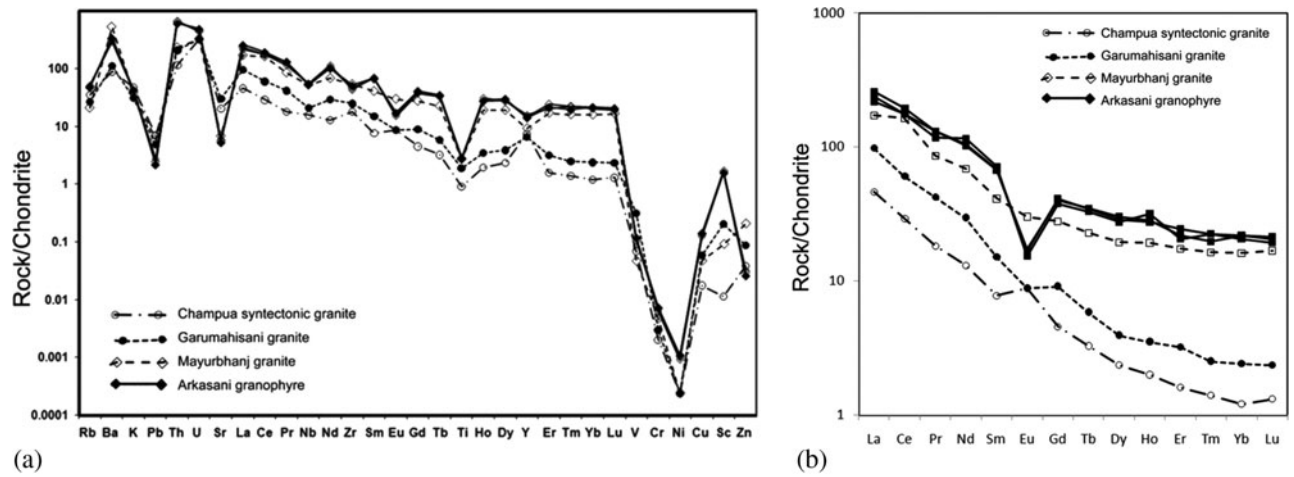 Rock/Chondrite
100
10
1
0.1
0.01
0.001
0.0001
Champua syntectonic granite
Garumahisani granite
Mayurbhanj granite
Arkasani granophyre
Rb Ba K Pb Th U Sr La Ce Pr Nb Nd Zr Sm Eu Gd Tb Ti Ho Dy Y Er Tm Yb Lu V Cr Ni Cu Sc Zn
(a)
Rock/Chondrite
1000
100
10
1
Champua syntectonic granite
Garumahisani granite
Mayurbhanj granite
Arkasani granophyre
La Ce Pr Nd Sm Eu Gd Tb Dy Ho Er Tm Yb Lu
(b)